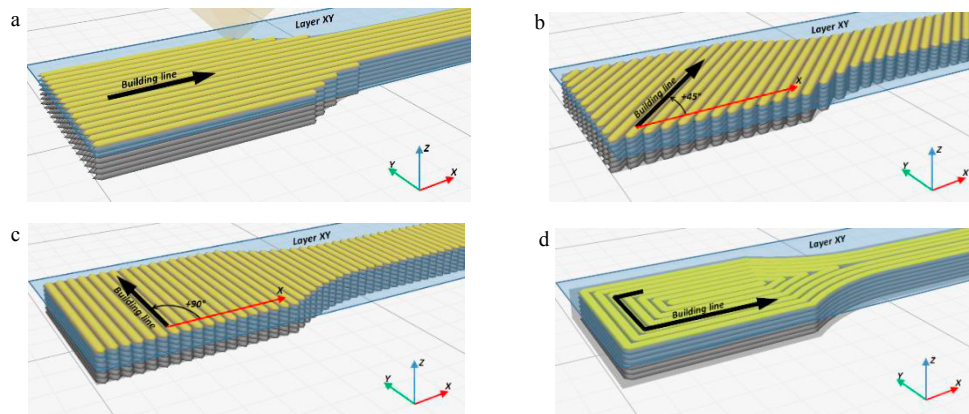 a
Layer XY
Building line
Z
Y
X
b
Layer XY
X
Building line
+45°
Z
Y
X
c
Layer XY
X
+90°
Building line
Z
Y
X
d
Layer XY
Building line
Z
Y
X